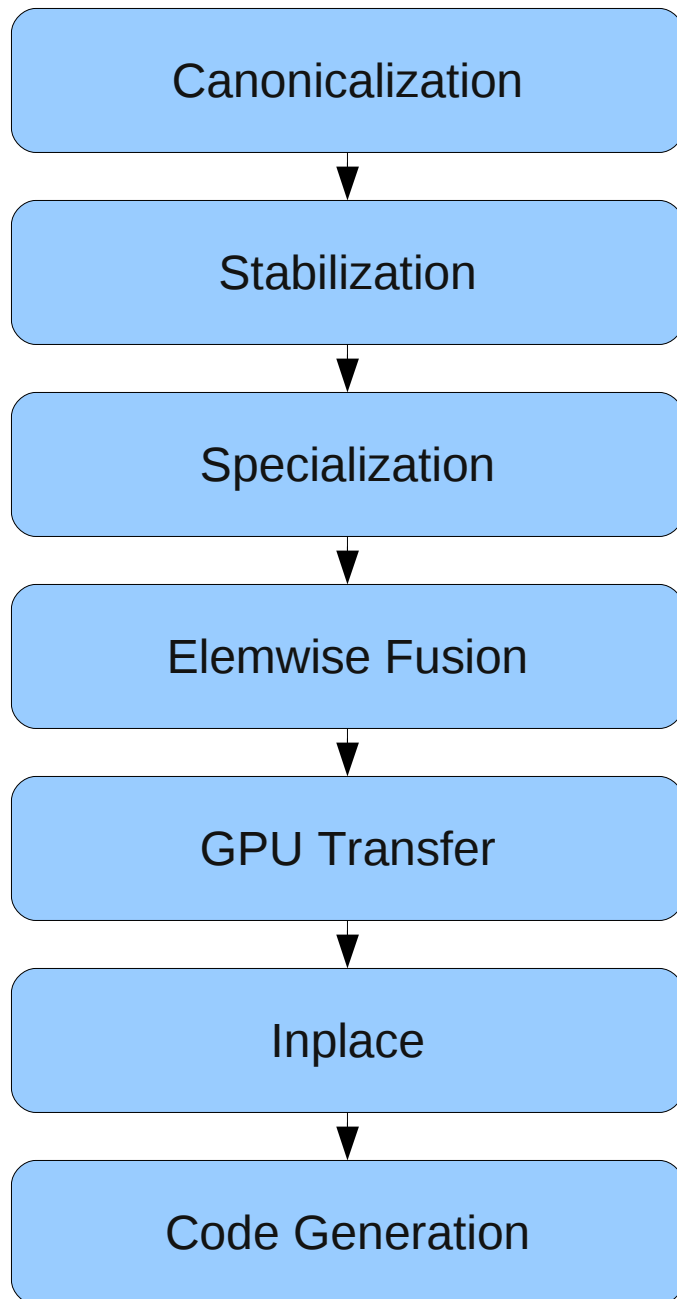 Canonicalization
Stabilization
Specialization
Elemwise Fusion
GPU Transfer
Inplace
Code Generation